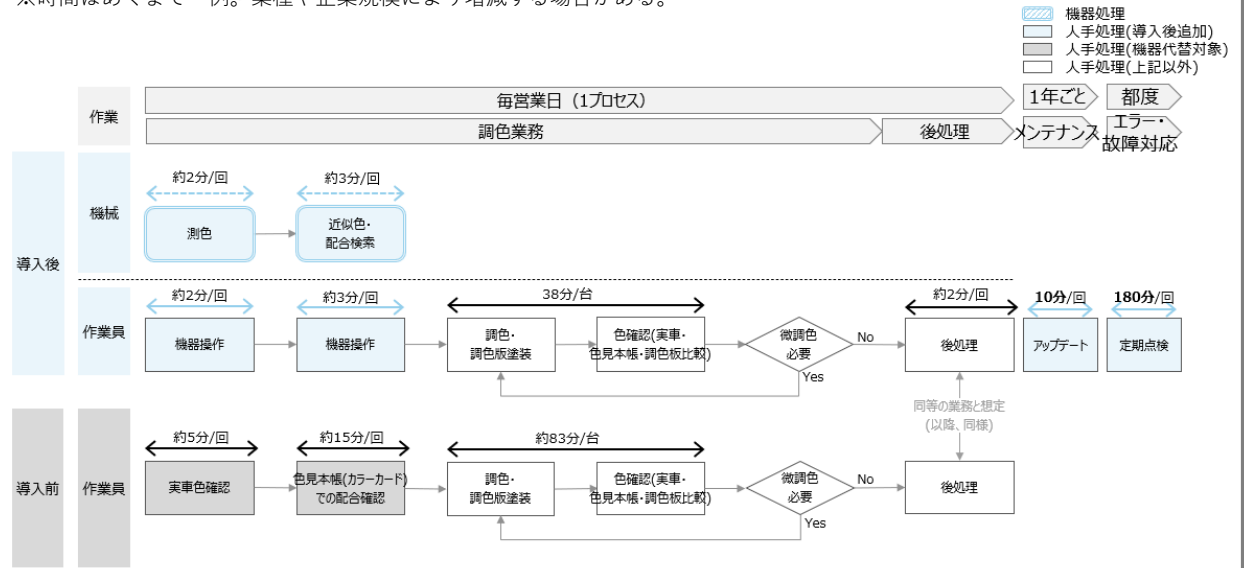 ※時間はあくまで一例。業種や企業規模により増減する場合がある。
機器処理
人手処理(導入後追加)
人手処理(機器代替対象)
人手処理(上記以外)
作業
毎営業日（1プロセス）
1年ごと
都度
調色業務
後処理
メンテナンス
エラー・
故障対応
導入後
機械
約2分/回
約3分/回
測色
近似色・
配合検索
作業員
約2分/回
約3分/回
38分/台
約2分/回
10分/回
180分/回
機器操作
機器操作
調色・
調色版塗装
色確認(実車・
色見本帳・調色板比較)
微調色
必要
No
Yes
後処理
アップデート
定期点検
同等の業務と想定
(以降、同様)
導入前
作業員
約5分/回
約15分/回
約83分/台
実車色確認
色見本帳(カラーカード)
での配合確認
調色・
調色版塗装
色確認(実車・
色見本帳・調色板比較)
微調色
必要
No
Yes
後処理